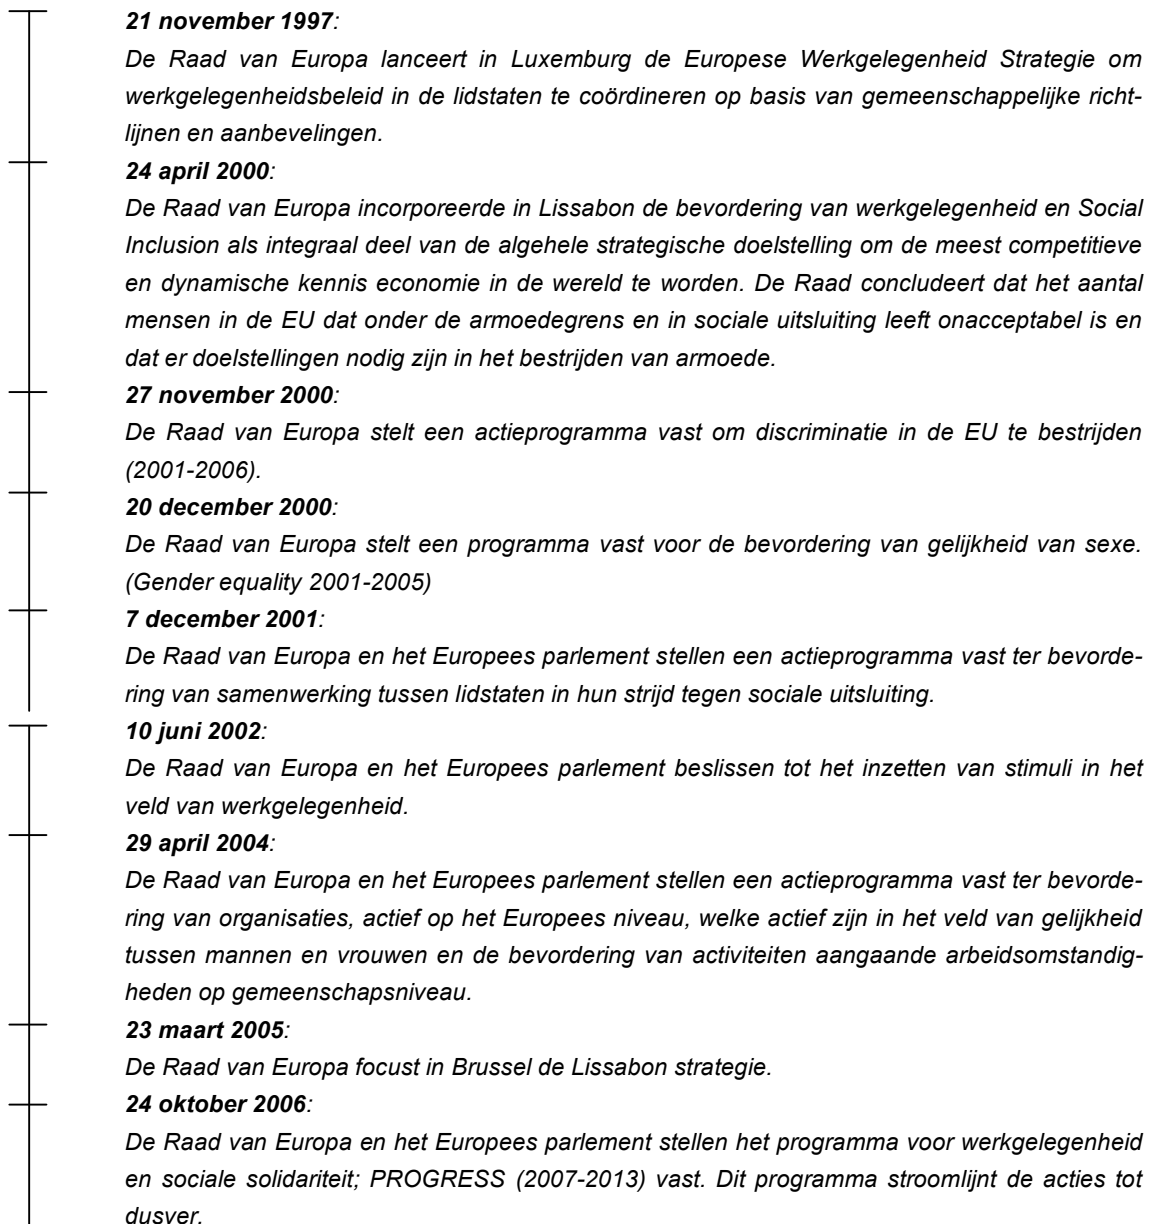 21 november 1997:
De Raad van Europa lanceert in Luxemburg de Europese Werkgelegenheid Strategie om
werkgelegenheidsbeleid in de lidstaten te coördineren op basis van gemeenschappelijke richt-
lijnen en aanbevelingen.
24 april 2000:
De Raad van Europa incorporeerde in Lissabon de bevordering van werkgelegenheid en Social
Inclusion als integraal deel van de algehele strategische doelstelling om de meest competitieve
en dynamische kennis economie in de wereld te worden. De Raad concludeert dat het aantal
mensen in de EU dat onder de armoedegrens en in sociale uitsluiting leeft onacceptabel is en
dat er doelstellingen nodig zijn in het bestrijden van armoede.
27 november 2000:
De Raad van Europa stelt een actieprogramma vast om discriminatie in de EU te bestrijden
(2001-2006).
20 december 2000:
De Raad van Europa stelt een programma vast voor de bevordering van gelijkheid van sexe.
(Gender equality 2001-2005)
7 december 2001:
De Raad van Europa en het Europees parlement stellen een actieprogramma vast ter bevorde-
ring van samenwerking tussen lidstaten in hun strijd tegen sociale uitsluiting.
10 juni 2002:
De Raad van Europa en het Europees parlement beslissen tot het inzetten van stimuli in het
veld van werkgelegenheid.
29 april 2004:
De Raad van Europa en het Europees parlement stellen een actieprogramma vast ter bevorde-
ring van organisaties, actief op het Europees niveau, welke actief zijn in het veld van gelijkheid
tussen mannen en vrouwen en de bevordering van activiteiten aangaande arbeidsomstandig-
heden op gemeenschapsniveau.
23 maart 2005:
De Raad van Europa focust in Brussel de Lissabon strategie.
24 oktober 2006:
De Raad van Europa en het Europees parlement stellen het programma voor werkgelegenheid
en sociale solidariteit; PROGRESS (2007-2013) vast. Dit programma stroomlijnt de acties tot
dusver.